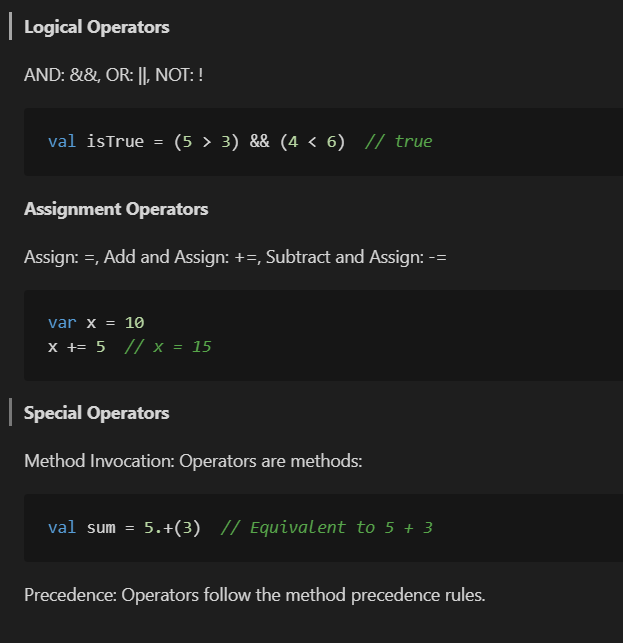 Logical Operators
AND: &&, OR: ||, NOT: !
val isTrue = (5 > 3) && (4 < 6)  // true
Assignment Operators
Assign: =, Add and Assign: +=, Subtract and Assign: -=
var x = 10
x += 5  // x = 15
Special Operators
Method Invocation: Operators are methods:
val sum = 5.+(3)  // Equivalent to 5 + 3
Precedence: Operators follow the method precedence rules.